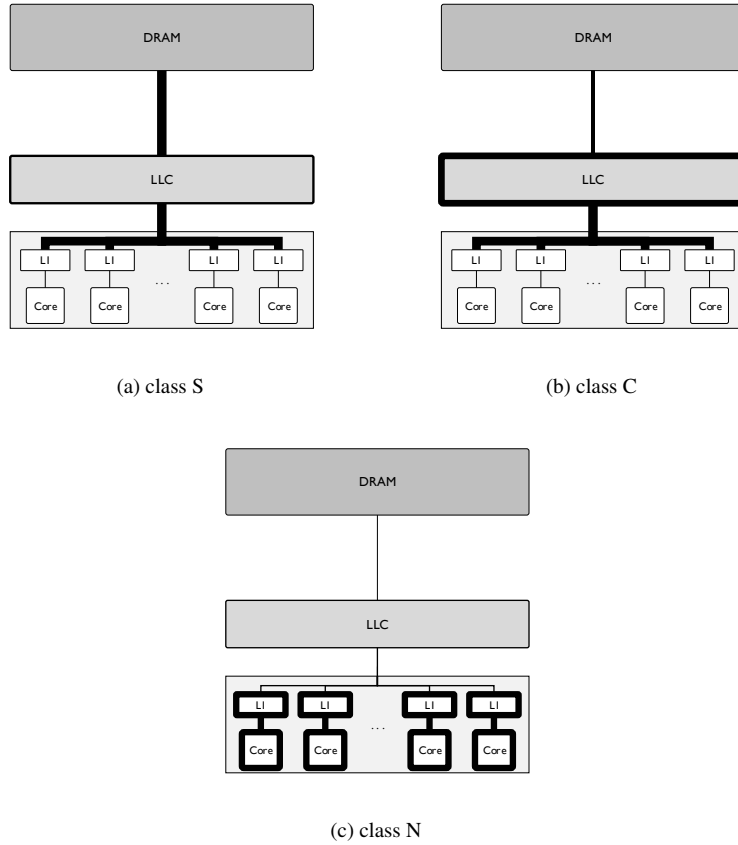 DRAM
LLC
L1 L1 L1 L1
...
Core Core Core Core
(a) class S
DRAM
LLC
L1 L1 L1 L1
...
Core Core Core Core
(b) class C
DRAM
LLC
L1 L1 L1 L1
...
Core Core Core Core
(c) class N